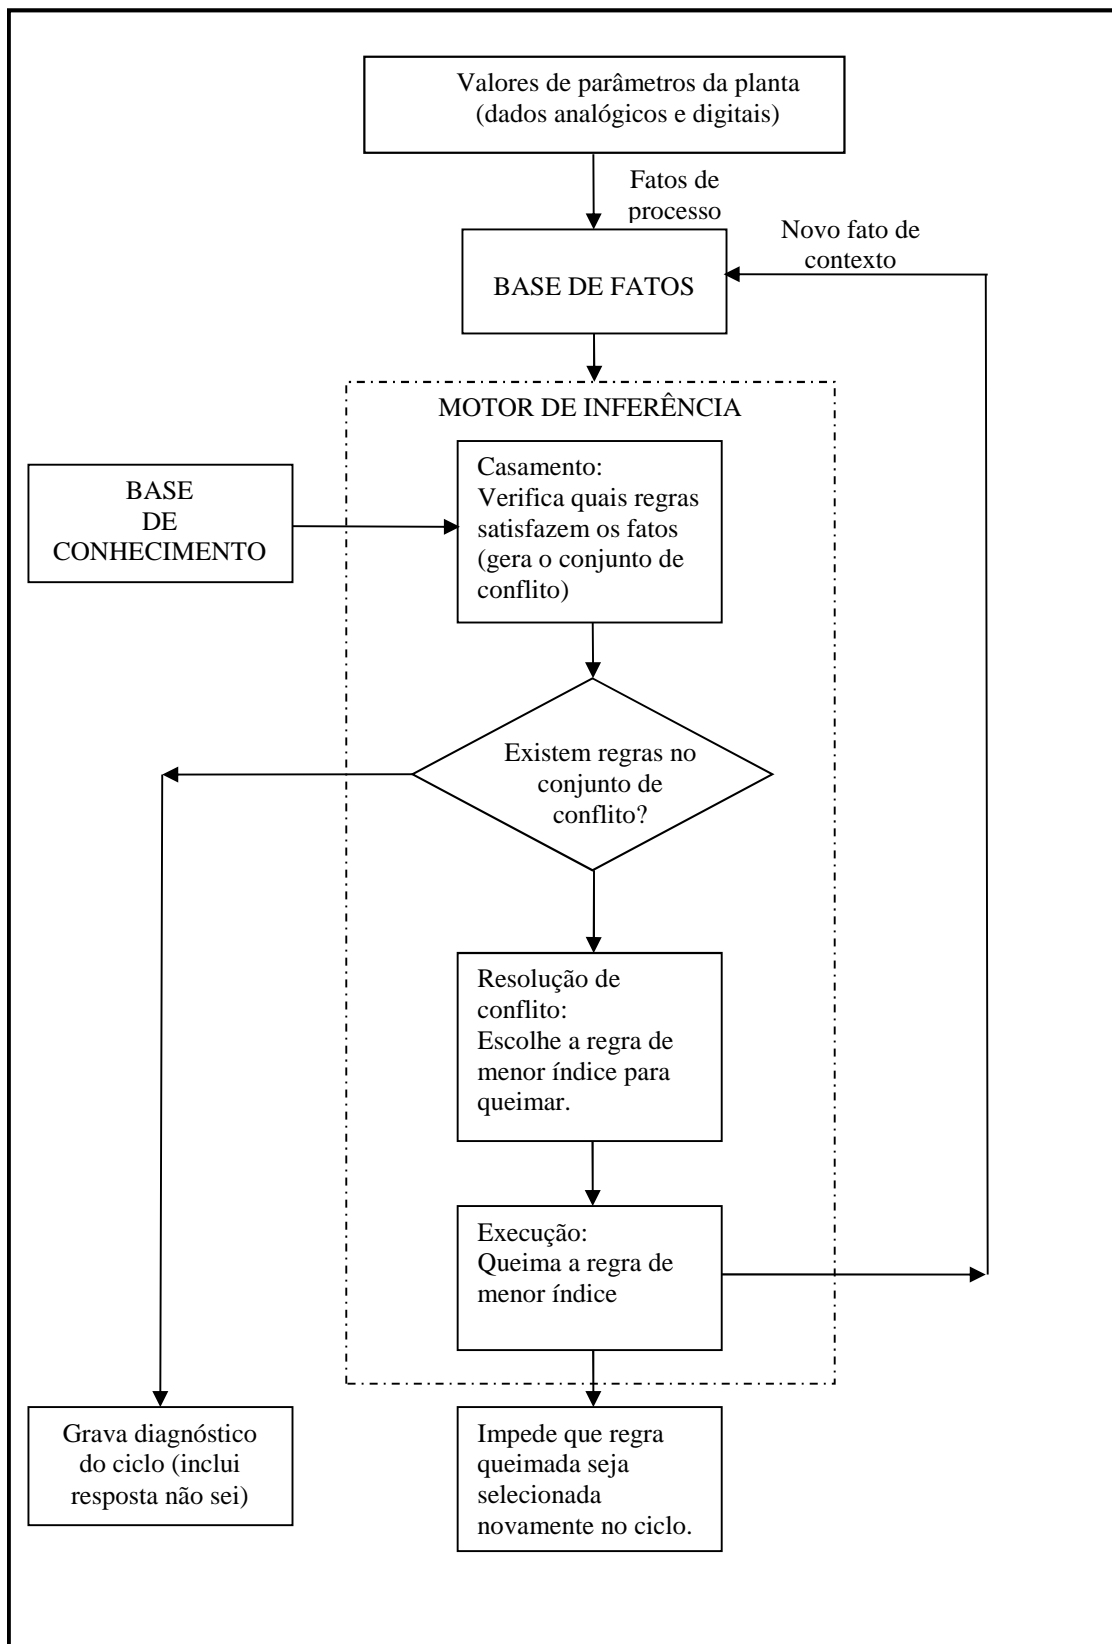 Valores de parâmetros da planta
(dados analógicos e digitais)
Fatos de
processo
Novo fato de
contexto
BASE DE FATOS
MOTOR DE INFERÊNCIA
BASE
DE
CONHECIMENTO
Casamento:
Verifica quais regras
satisfazem os fatos
(gera o conjunto de
conflito)
Existem regras no
conjunto de
conflito?
Resolução de
conflito:
Escolhe a regra de
menor índice para
queimar.
Execução:
Queima a regra de
menor índice
Grava diagnóstico
do ciclo (inclui
resposta não sei)
Impede que regra
queimada seja
selecionada
novamente no ciclo.